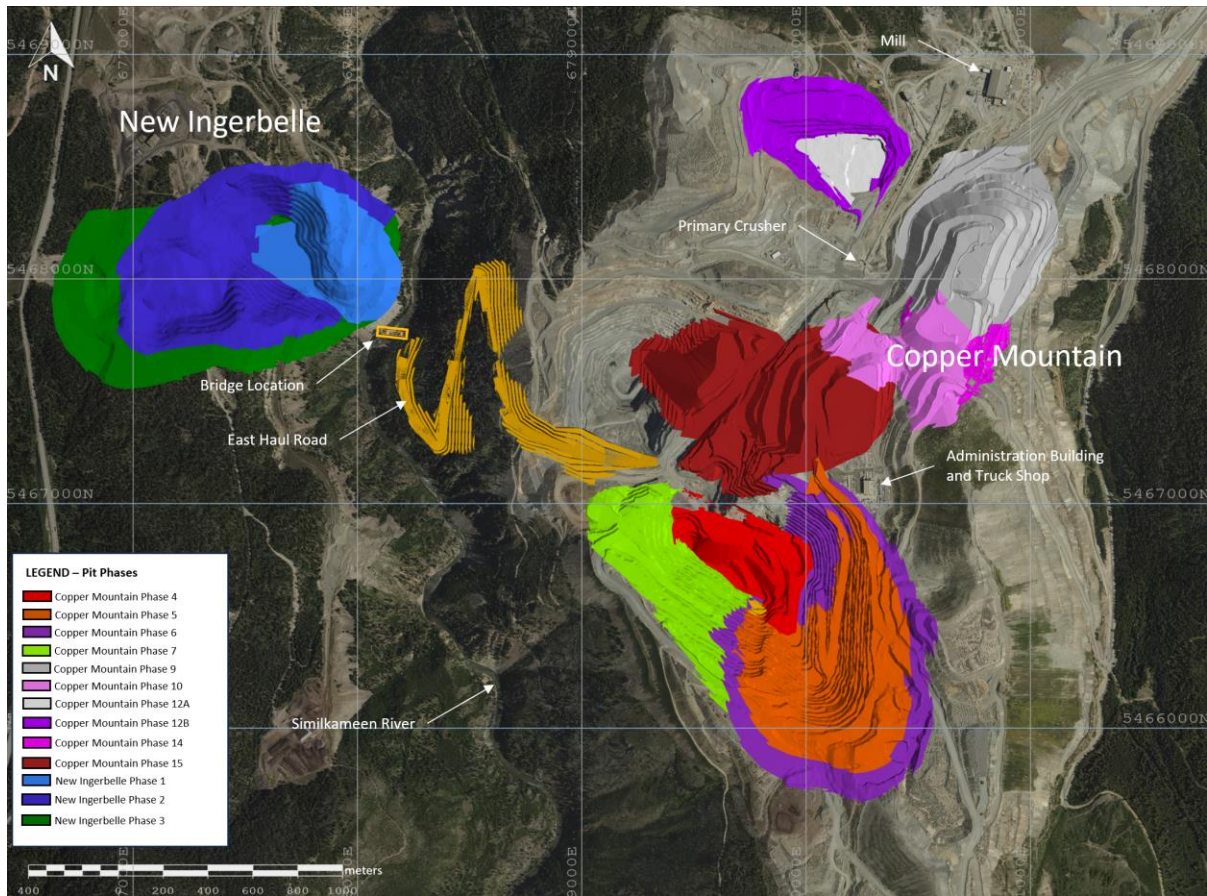 5469000N
N
New Ingerbelle
Mill
Primary Crusher
5468000N
5468000N
Copper Mountain
Bridge Location
East Haul Road
Administration Building
and Truck Shop
5467000N
5466000N
Similkameen River
LEGEND – Pit Phases
Copper Mountain Phase 4
Copper Mountain Phase 5
Copper Mountain Phase 6
Copper Mountain Phase 7
Copper Mountain Phase 9
Copper Mountain Phase 10
Copper Mountain Phase 12A
Copper Mountain Phase 12B
Copper Mountain Phase 14
Copper Mountain Phase 15
New Ingerbelle Phase 1
New Ingerbelle Phase 2
New Ingerbelle Phase 3
meters
400 200 400 600 800 1000